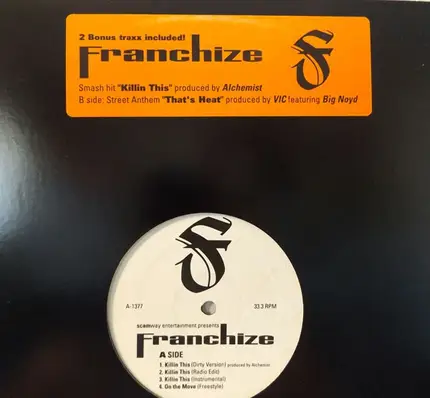 2 Bonus traxx included!
Franchize
F
Smash hit "Killin This" produced by Alchemist
B side: Street Anthem "That's Heat" produced by VIC featuring Big Noyd
F
A-1377
33.3 RPM
scamway entertainment presents
Franchize
A SIDE
1. Killin This (Dirty Version) produced by Alchemist
2. Killin This (Radio Edit)
3. Killin This (Instrumental)
4. On the Move (Freestyle)